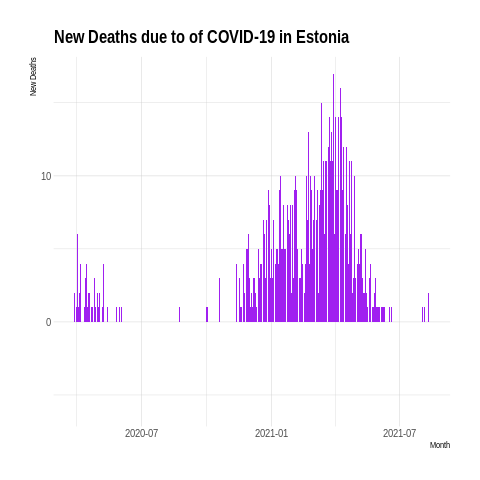 New Deaths due to of COVID-19 in Estonia
New Deaths
10
0
2020-07
2021-01
2021-07
Month